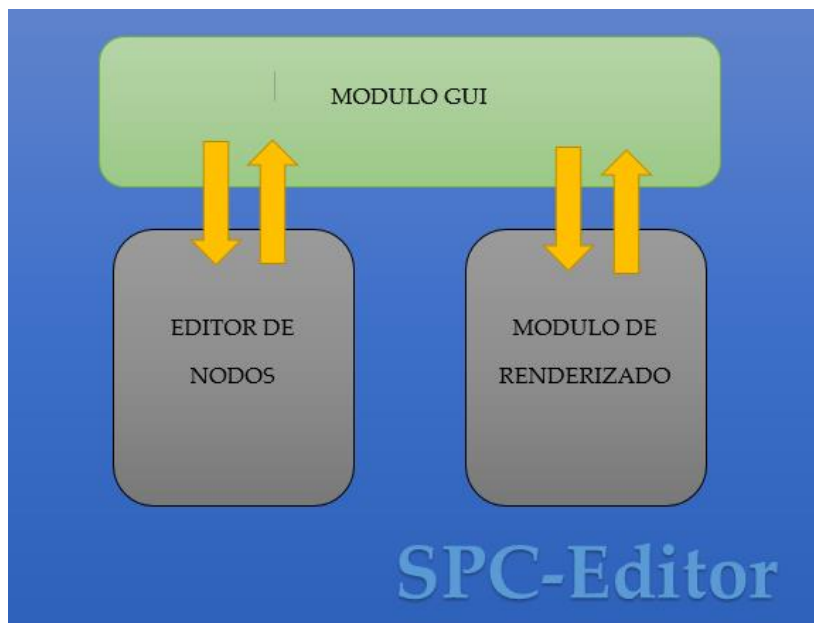 MODULO GUI
EDITOR DE
NODOS
MODULO DE
RENDERIZADO
SPC-Editor